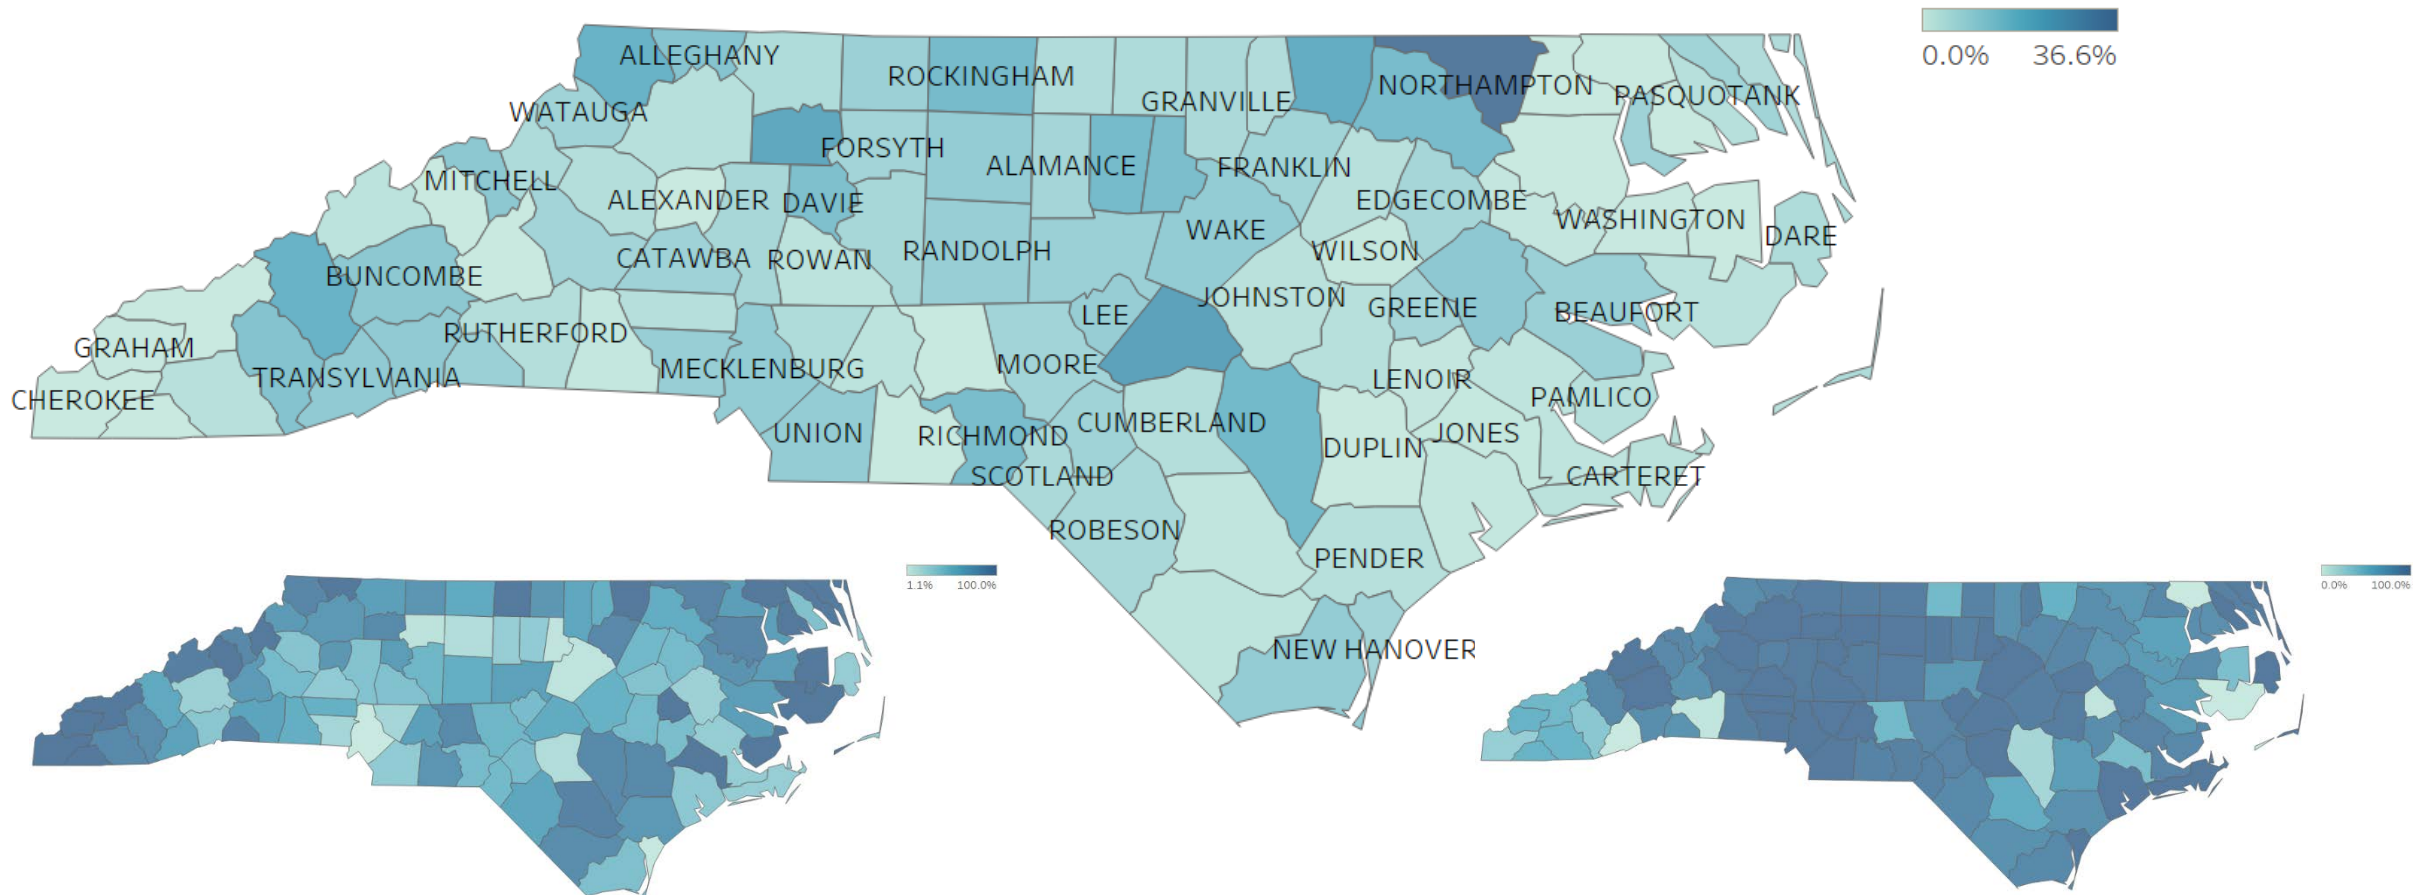 0.0% 36.6%
ALLEGHANY
ROCKINGHAM
NORTHAMPTON
PASQUOTANK
GRANVILLE
WATAUGA
FORSYTH
ALAMANCE
FRANKLIN
MITCHELL
ALEXANDER
DAVIE
EDGECOMBE
WASHINGTON
WAKE
DARE
WILSON
RANDOLPH
CATAWBA
ROWAN
BUNCOMBE
JOHNSTON
GREENE
BEAUFORT
LEE
RUTHERFORD
GRAHAM
MOORE
MECKLENBURG
TRANSYLVANIA
LENOIR
CHEROKEE
PAMLICO
CUMBERLAND
UNION
RICHMOND
JONES
DUPLIN
SCOTLAND
CARTERET
ROBESON
PENDER
NEW HANOVER
1.1% 100.0%
0.0% 100.0%